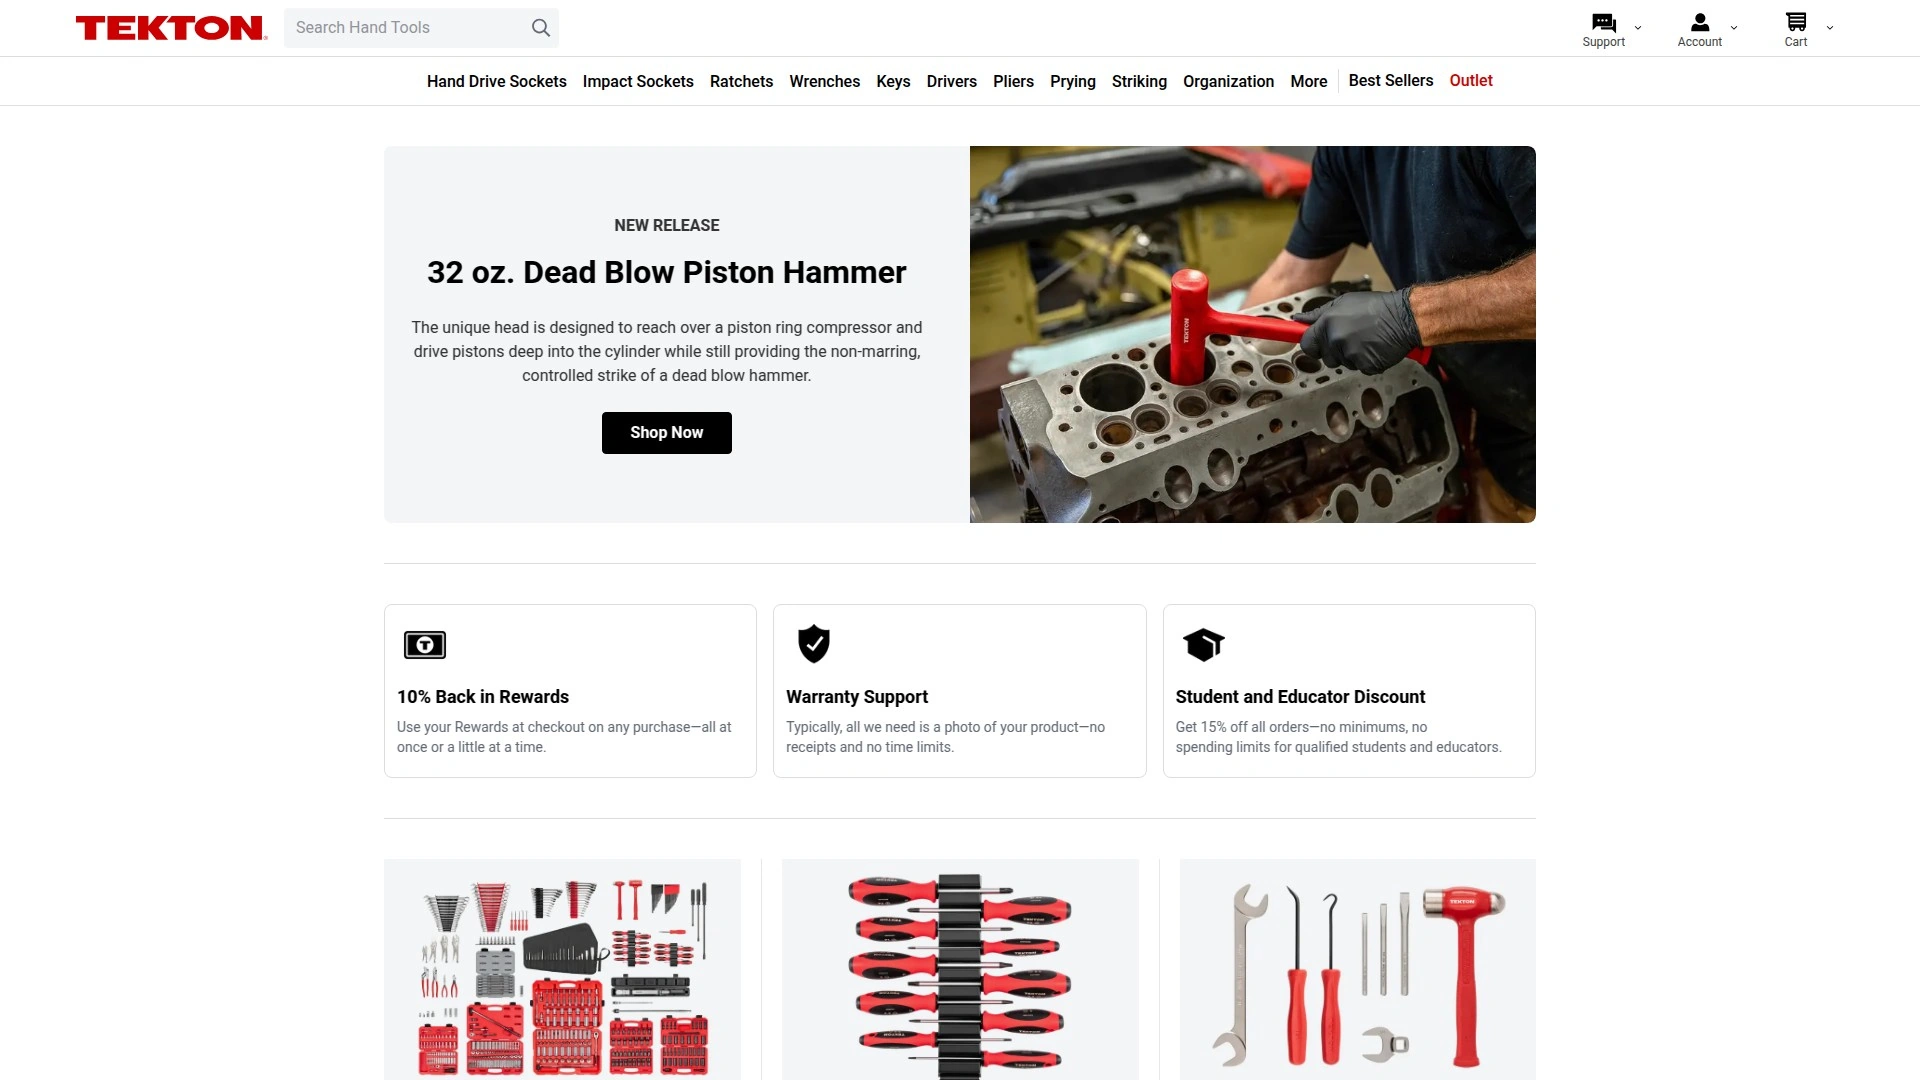 TEKTON
Search Hand Tools
Support
Account
Cart
Hand Drive Sockets
Impact Sockets
Ratchets
Wrenches
Keys
Drivers
Pliers
Prying
Striking
Organization
More
Best Sellers
Outlet
NEW RELEASE
32 oz. Dead Blow Piston Hammer
The unique head is designed to reach over a piston ring compressor and
drive pistons deep into the cylinder while still providing the non-marring,
controlled strike of a dead blow hammer.
Shop Now
TEKTON
10% Back in Rewards
Use your Rewards at checkout on any purchase—all at
once or a little at a time.
Warranty Support
Typically, all we need is a photo of your product—no
receipts and no time limits.
Student and Educator Discount
Get 15% off all orders—no minimums, no
spending limits for qualified students and educators.
TEKTON